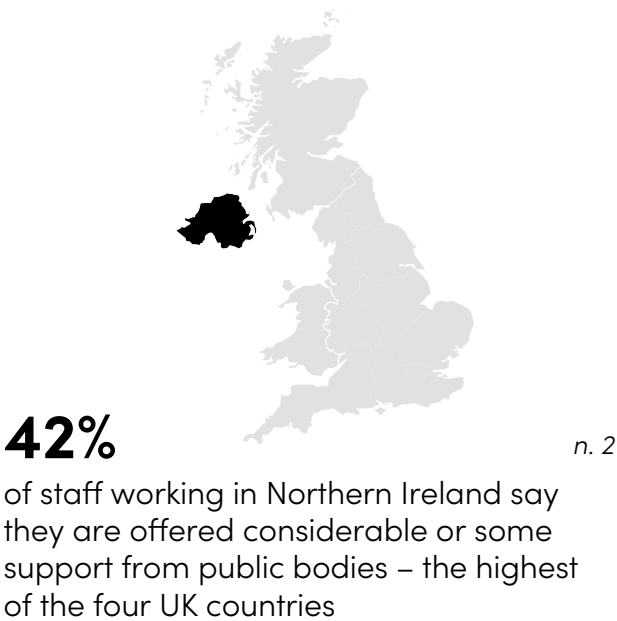 42%
n. 2
of staff working in Northern Ireland say
they are offered considerable or some
support from public bodies – the highest
of the four UK countries